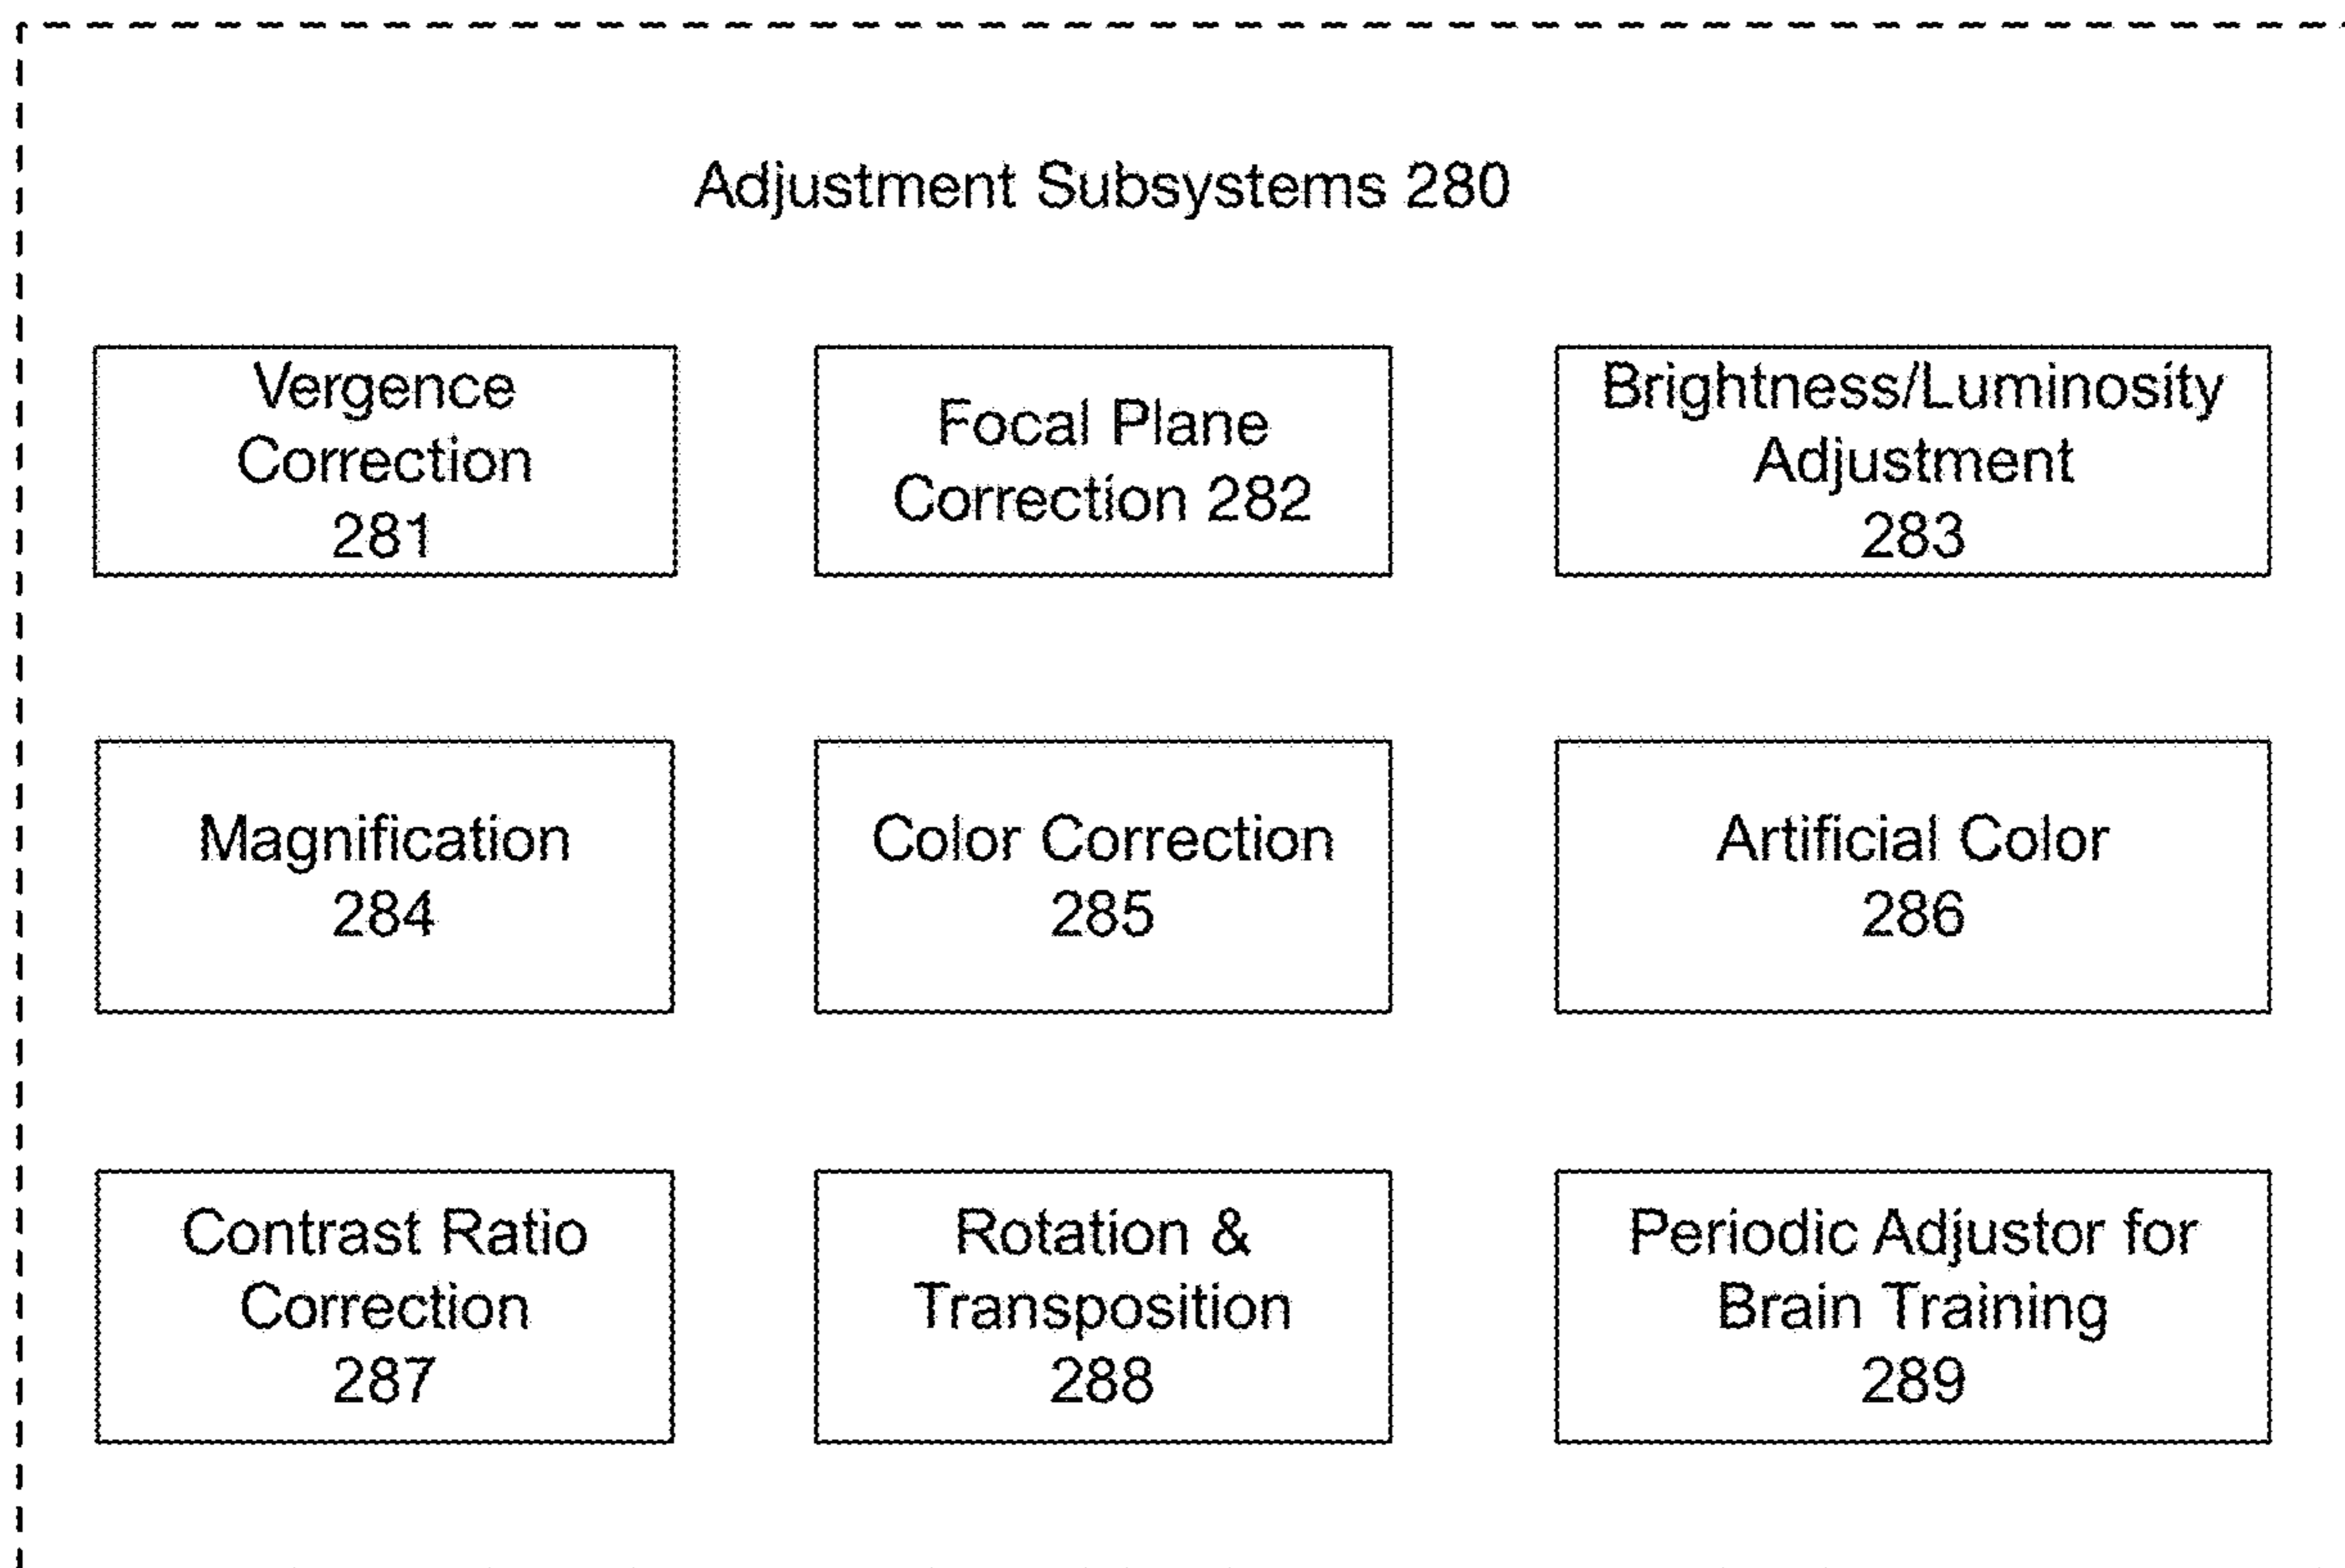 Adjustment Subsystems 280
Vergence
Correction
281
Focal Plane
Correction 282
Brightness/Luminosity
Adjustment
283
Magnification
284
Color Correction
285
Artificial Color
286
Contrast Ratio
Correction
287
Rotation &
Transposition
288
Periodic Adjustor for
Brain Training
289